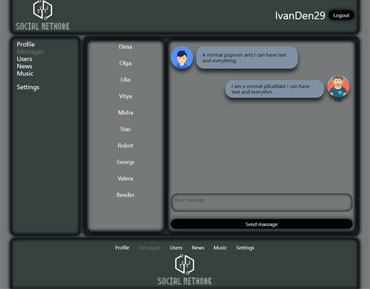 SOCIAL NETWORK
IvanDen29
Logout
Profile
Messages
Users
News
Music
Settings
Dima
Olga
Lilia
Vitya
Misha
Stas
Robot
Georgi
Valera
Bender
A normal popover and I can have text
and everything.
I am a normal pBLablabl I can have
text and everythin.
Your message
Send massage
Profile Messages Users News Music Settings
SOCIAL NETWORK